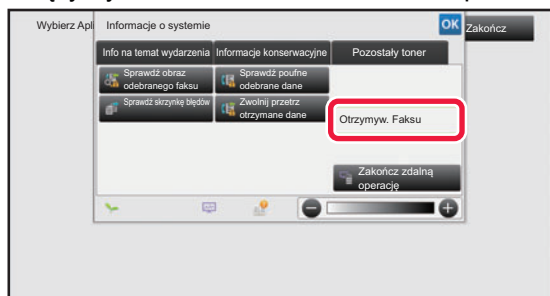 Wybierz Apl
Informacje o systemie
OK
Zakończ
Info na temat wydarzenia
Informacje konserwacyjne
Pozostały toner
Sprawdź obraz
odebranego faksu
Sprawdź poufne
odebrane dane
Sprawdź skrzynkę błędów
Zwolnij przetrz
otrzymane dane
Otrzymyw. Faksu
Zakończ zdalną
operację